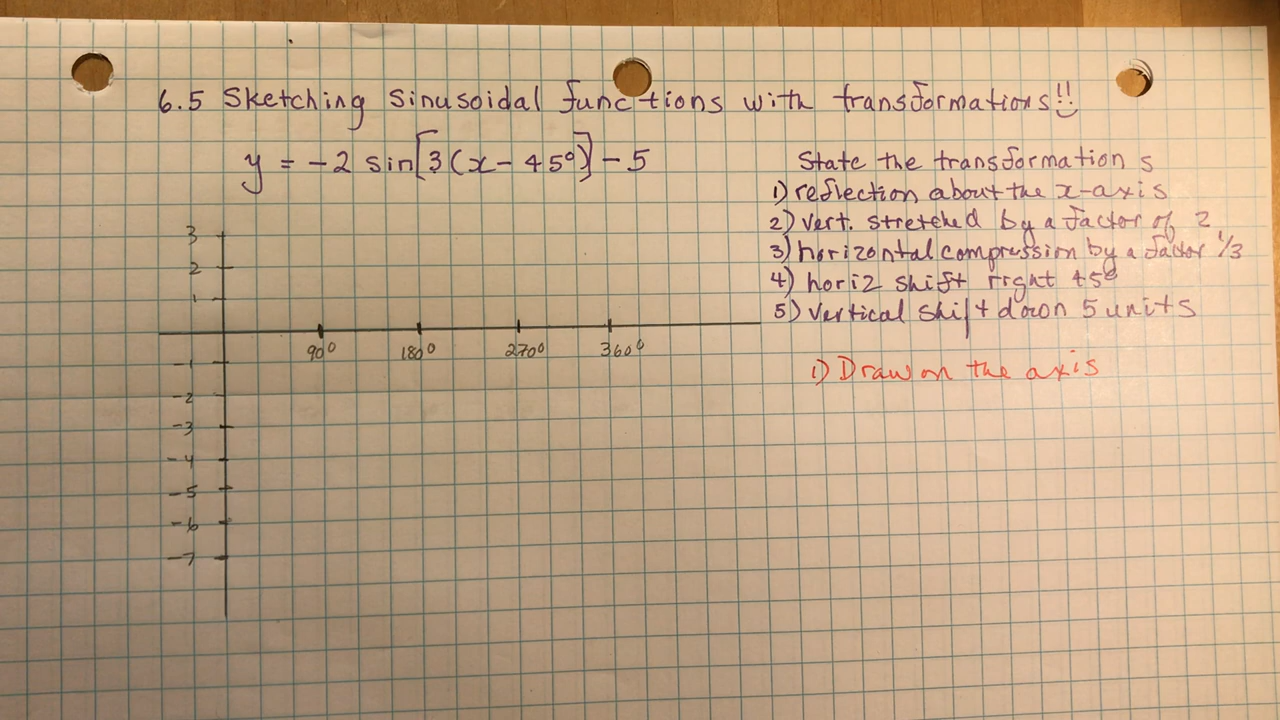 6.5 Sketching Sinusoidal functions with transformations!!
y = -2 sin[3(x - 45°)] - 5
State the transformations
1) reflection about the x-axis
2) vert. stretched by a factor of 2
3) horizontal compression by a factor 1/3
4) horiz shift right 45°
5) vertical shift down 5 units
1) Draw on the axis
3
2
1
90° 180° 270° 360°
-1
-2
-3
-4
-5
-6
-7